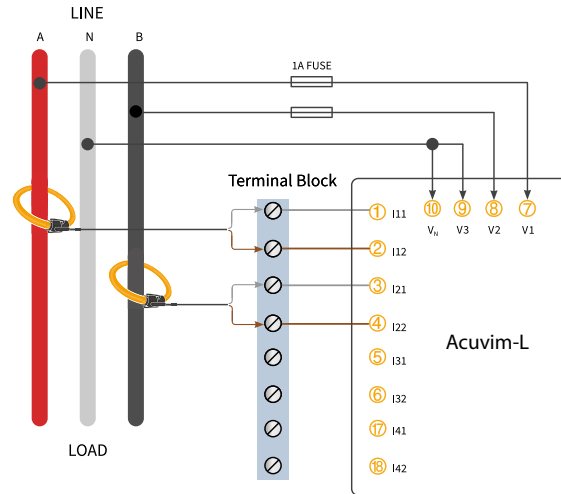 LINE
A N B
1A FUSE
Terminal Block
10 9 8 7
VN V3 V2 V1
1 I11
2 I12
3 I21
4 I22
Acuvim-L
5 I31
6 I32
17 I41
18 I42
LOAD